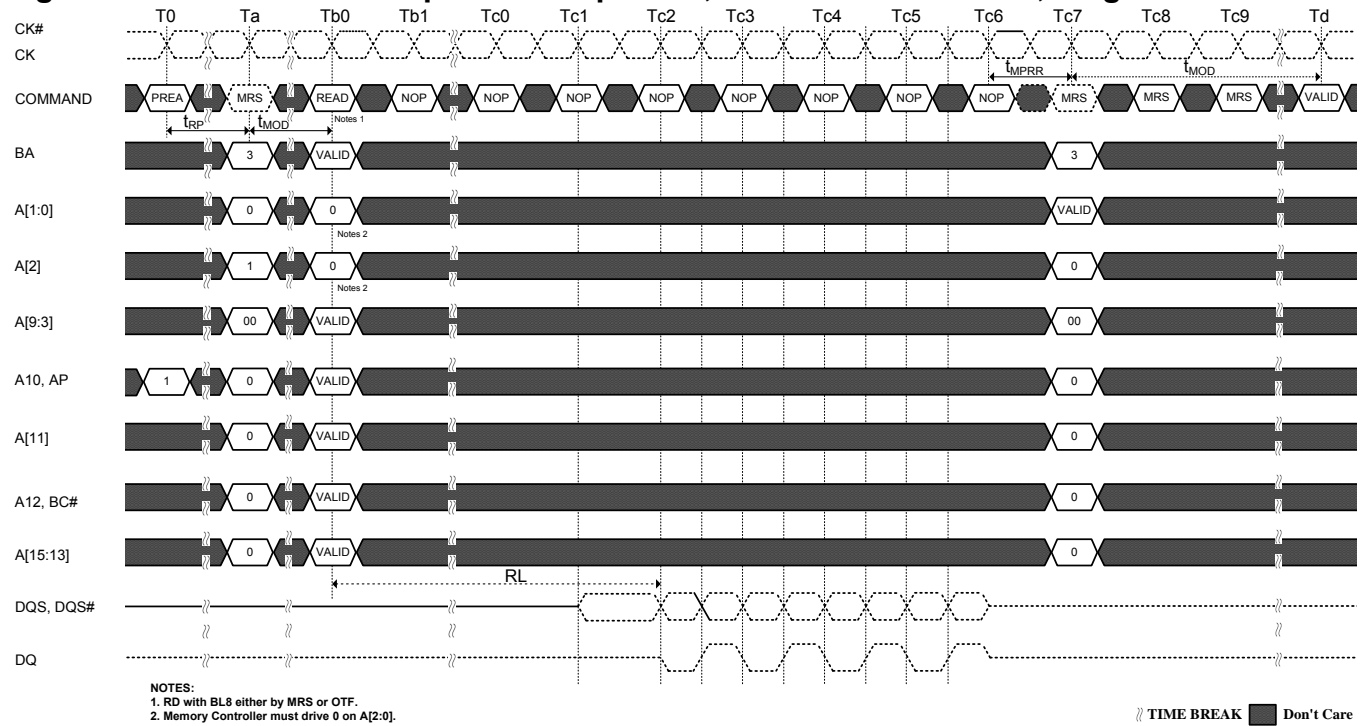 T0 Ta Tb0 Tb1 Tc0 Tc1 Tc2 Tc3 Tc4 Tc5 Tc6 Tc7 Tc8 Tc9 Td
CK#
CK
tMPRR tMOD
COMMAND PREA MRS READ NOP NOP NOP NOP NOP NOP NOP NOP MRS MRS MRS VALID
tRP tMOD Notes 1
BA 3 VALID 3
A[1:0] 0 0 VALID
Notes 2
A[2] 1 0 0
Notes 2
A[9:3] 00 VALID 00
A10, AP 1 0 VALID 0
A[11] 0 VALID 0
A12, BC# 0 VALID 0
A[15:13] 0 VALID 0
RL
DQS, DQS#
DQ
NOTES:
1. RD with BL8 either by MRS or OTF.
2. Memory Controller must drive 0 on A[2:0].
TIME BREAK Don't Care